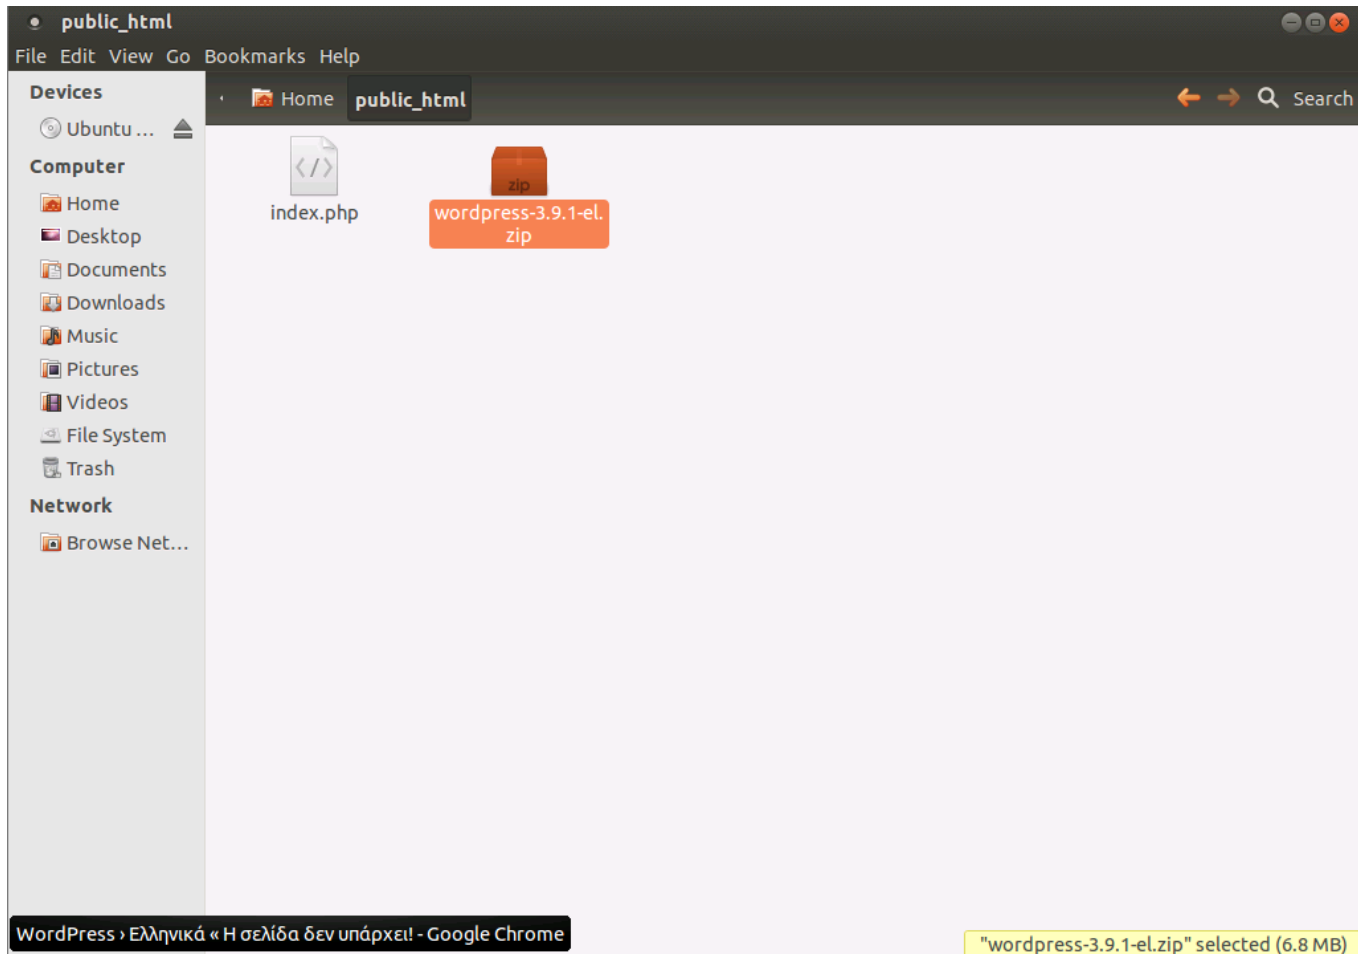 public_html
File Edit View Go Bookmarks Help
Devices
Ubuntu ...
Computer
Home
Desktop
Documents
Downloads
Music
Pictures
Videos
File System
Trash
Network
Browse Net...
Home public_html
Search
</>
index.php
zip
wordpress-3.9.1-el.
zip
WordPress › Ελληνικά « Η σελίδα δεν υπάρχει! - Google Chrome
"wordpress-3.9.1-el.zip" selected (6.8 MB)